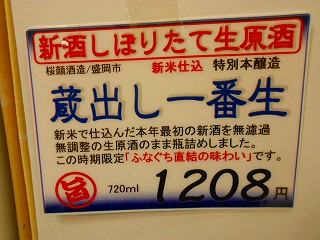 新酒しぼりたて生原酒
桜顔酒造/盛岡市 新米仕込 特別本醸造
蔵出し一番生
新米で仕込んだ本年最初の新酒を無濾過
無調整の生原酒のまま瓶詰めしました。
この時期限定「ふなぐち直結の味わい」です。
旨 720ml 1208円